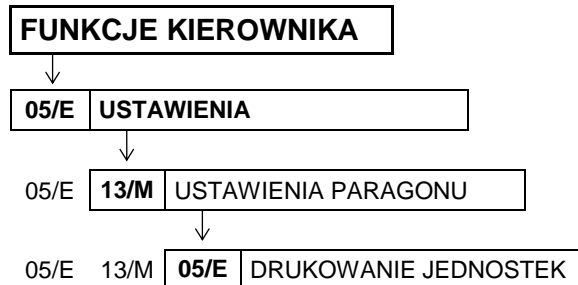 FUNKCJE KIEROWNIKA
05/E USTAWIENIA
05/E 13/M USTAWIENIA PARAGONU
05/E 13/M 05/E DRUKOWANIE JEDNOSTEK